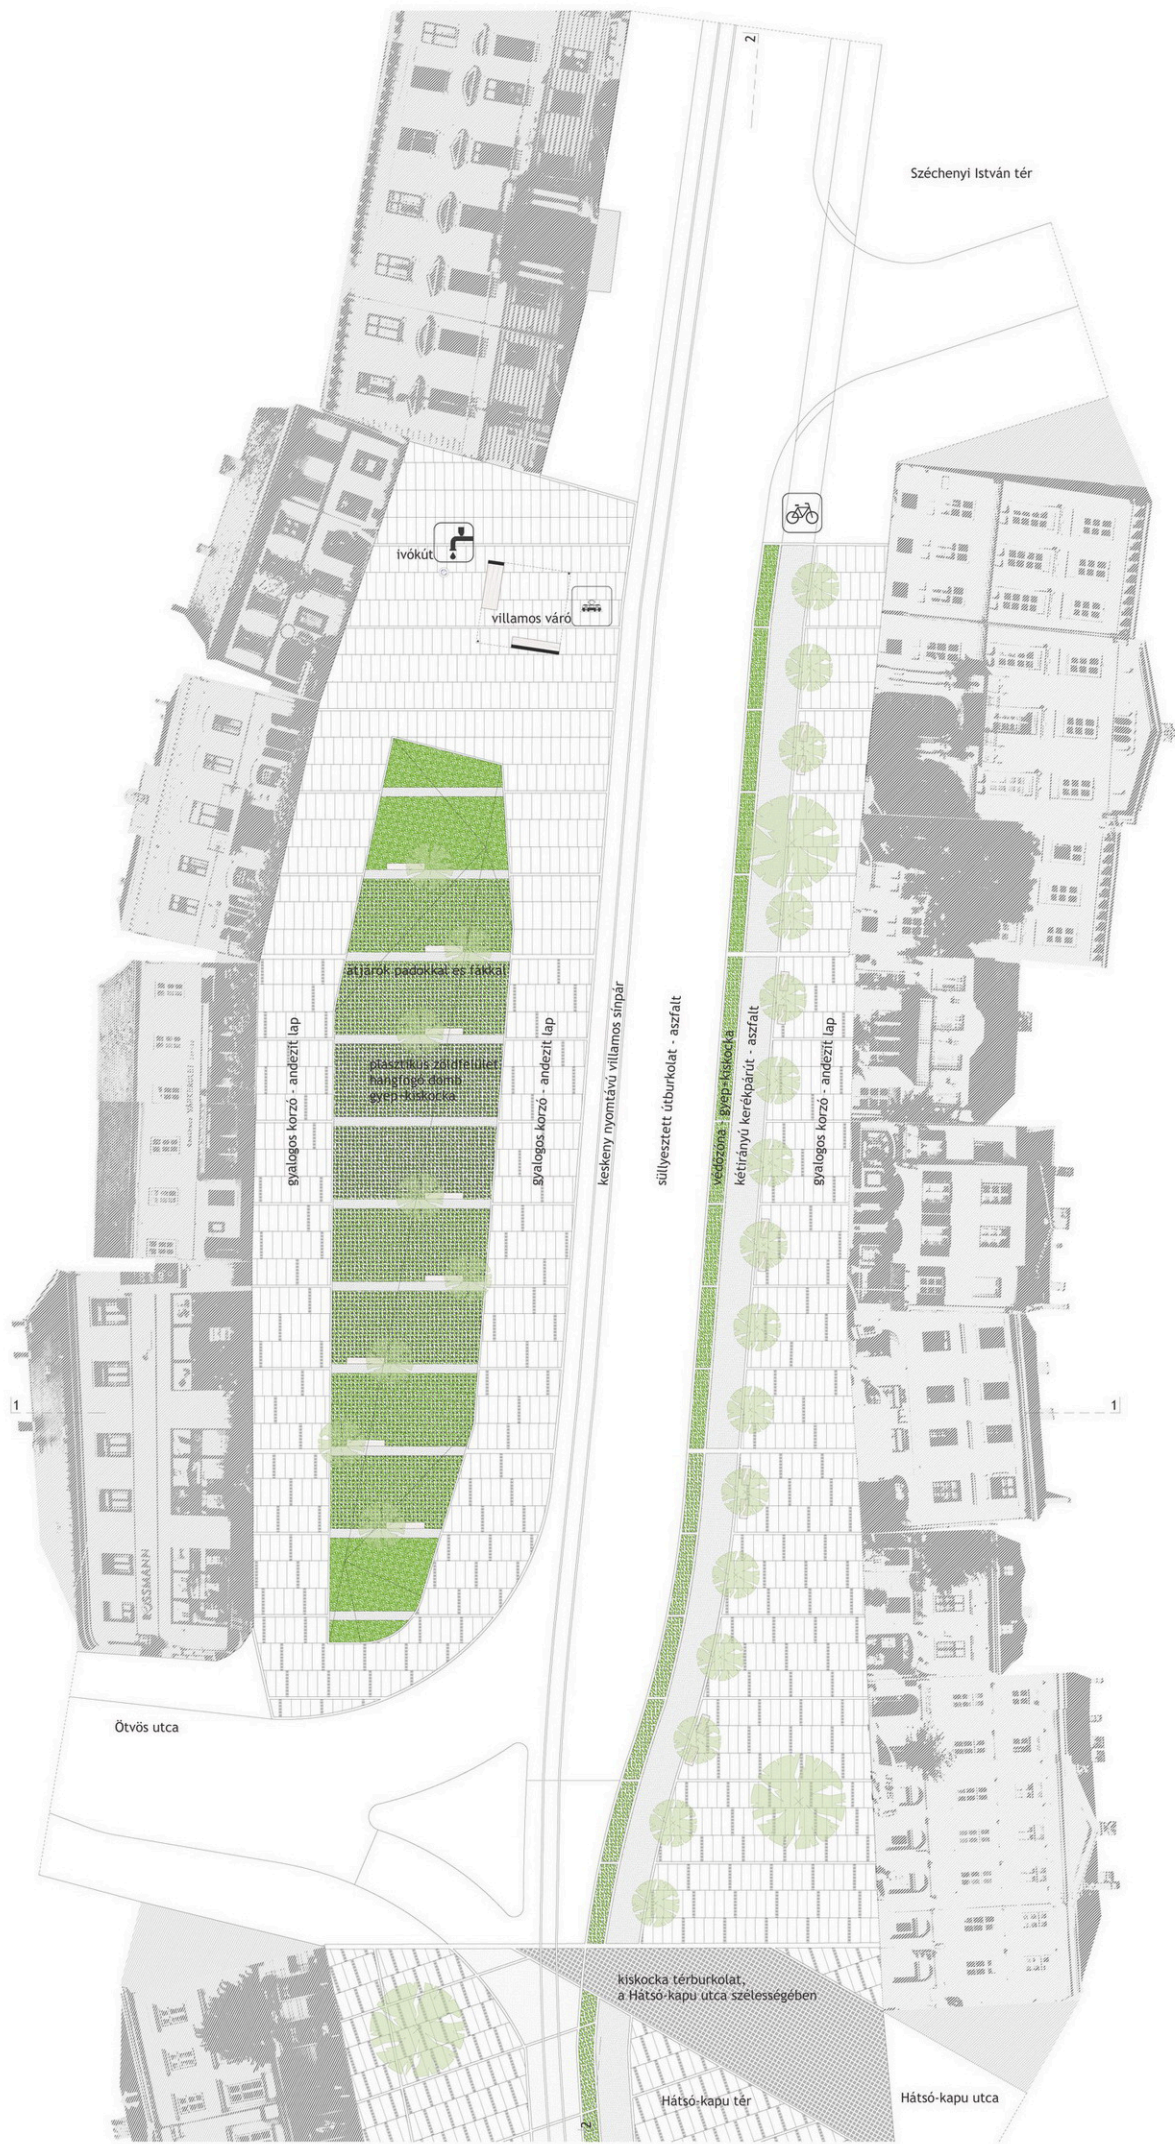 2
Széchenyi István tér
ivókút
villamos váró
átjárók padokkal és fákkal
plasztikus zöldfelület
hangfogó domb
gyep+kiskocka
gyalogos korzó - andezit lap
gyalogos korzó - andezit lap
keskeny nyomtávú villamos sínpár
süllyesztett útburkolat - aszfalt
védőzóna - gyep+kiskocka
kétirányú kerékpárút - aszfalt
gyalogos korzó - andezit lap
1
1
ROSSMANN
Ötvös utca
kiskocka térburkolat,
a Hátsó-kapu utca szélességében
Hátsó-kapu tér
Hátsó-kapu utca
2